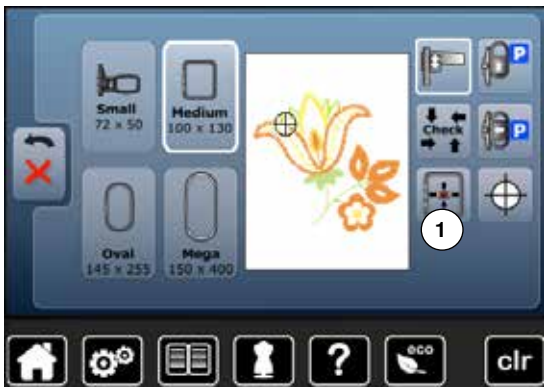 Small
72 x 50
Medium
100 x 130
Oval
145 x 255
Mega
150 x 400
P
Check
P
1
?
eco
clr